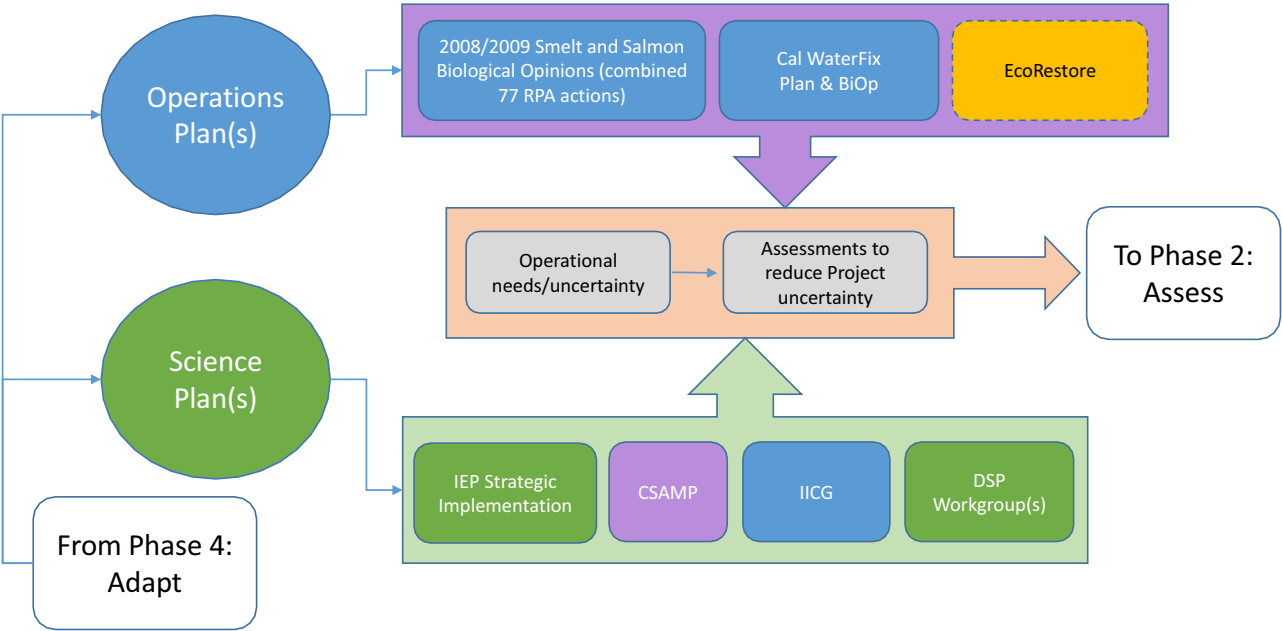 Operations
Plan(s)
2008/2009 Smelt and Salmon
Biological Opinions (combined
77 RPA actions)
Cal WaterFix
Plan & BiOp
EcoRestore
Operational
needs/uncertainty
Assessments to
reduce Project
uncertainty
To Phase 2:
Assess
Science
Plan(s)
IEP Strategic
Implementation
CSAMP
IICG
DSP
Workgroup(s)
From Phase 4:
Adapt